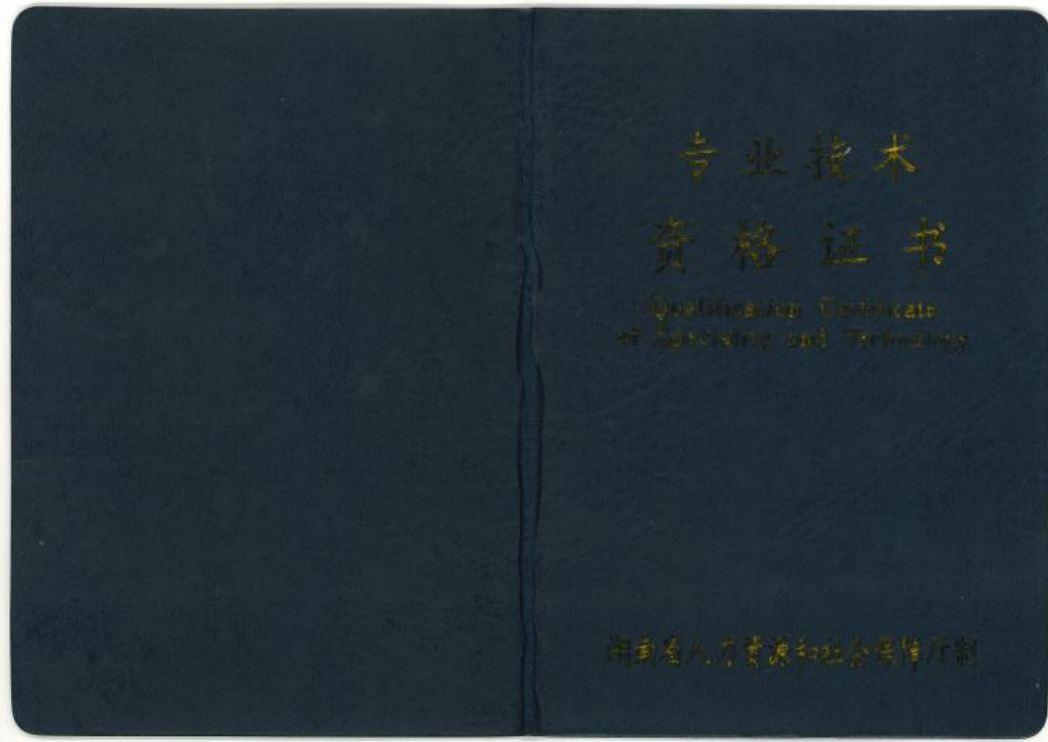 专业技术
资格证书
Qualification Certificate
of Speciality and Technology
湖南省人力资源和社会保障厅制